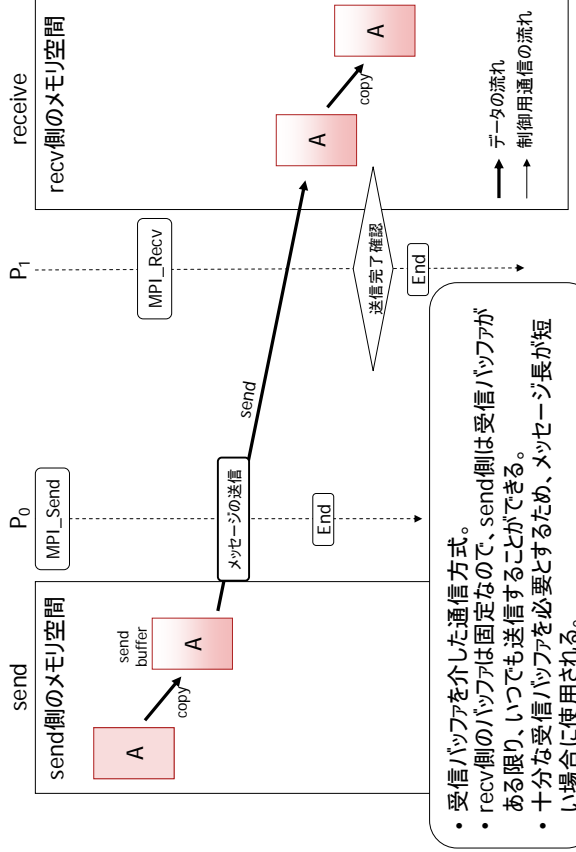 send
send側のメモリ空間
A
copy
send
buffer
A
P0
MPI_Send
メッセージの送信
End
send
P1
MPI_Recv
送信完了確認
End
receive
recv側のメモリ空間
A
copy
A
データの流れ
制御用通信の流れ
・ 受信バッファを介した通信方式。
・ recv側のバッファは固定なので、send側は受信バッファが
ある限り、いつでも送信することができる。
・ 十分な受信バッファを必要とするため、メッセージ長が短
い場合に使用される。